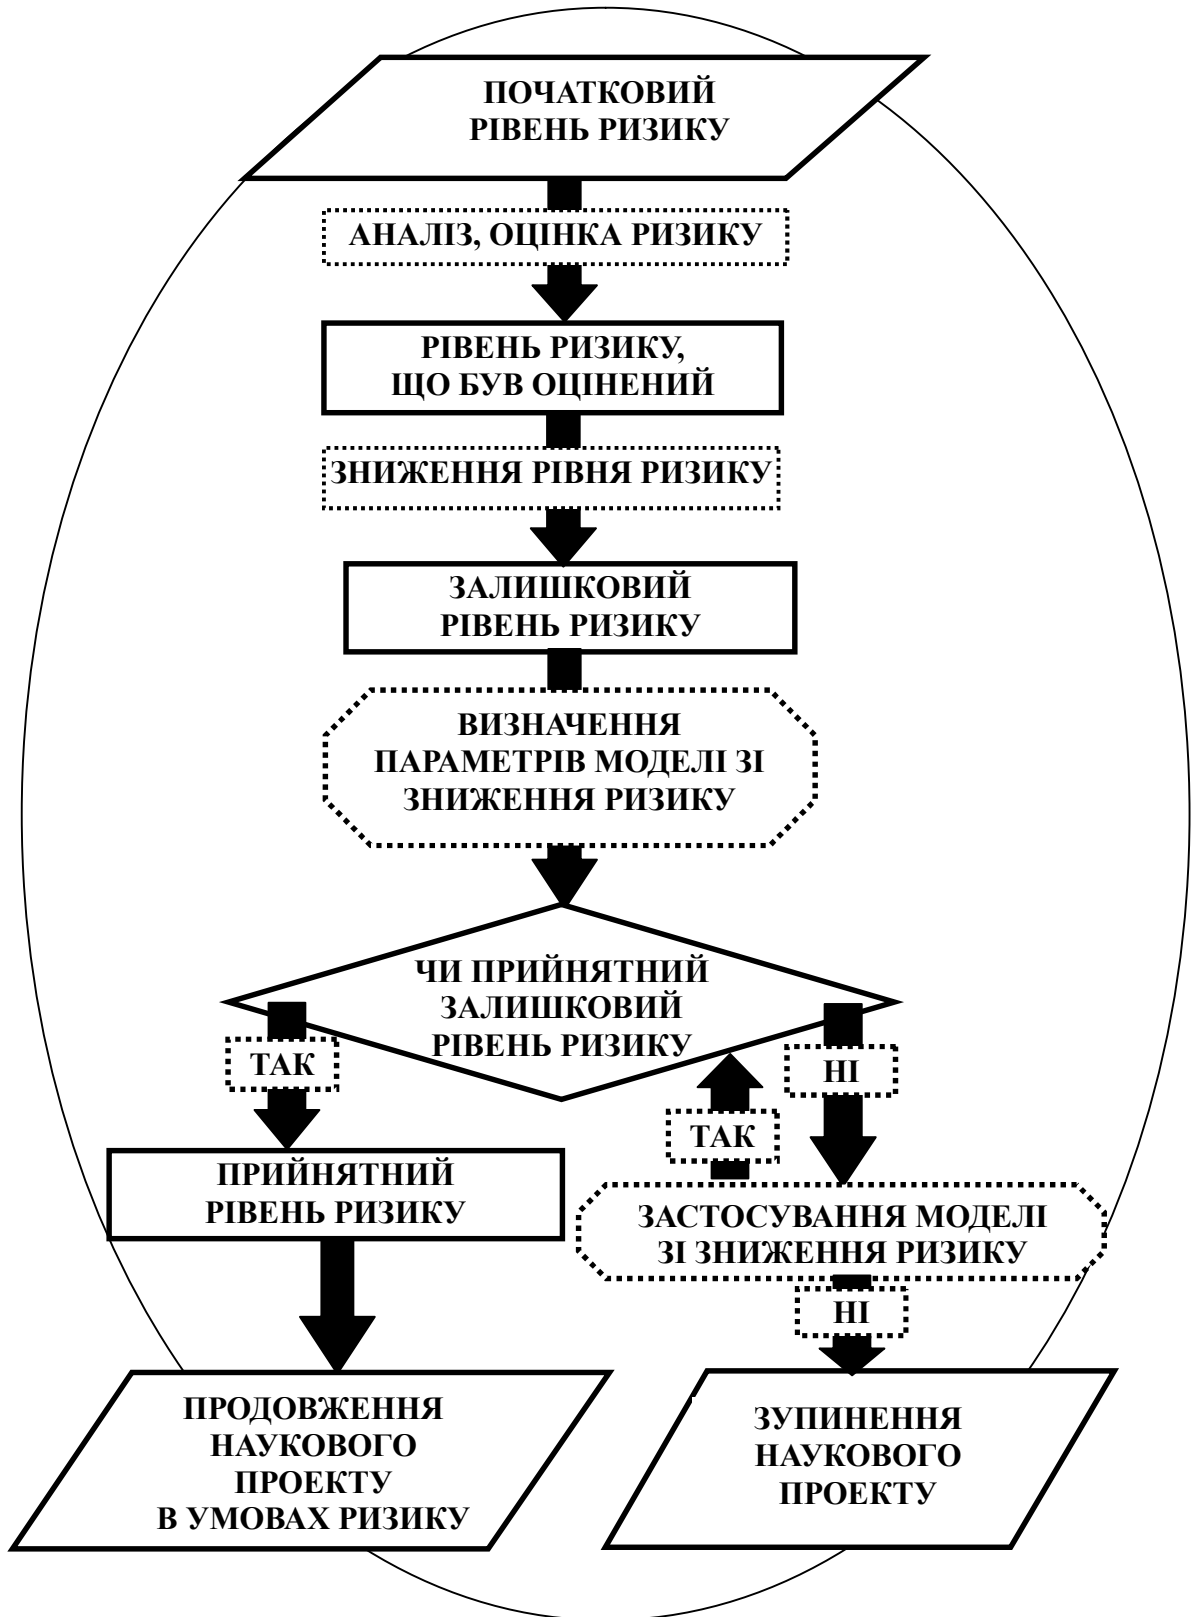 ПОЧАТКОВИЙ
РІВЕНЬ РИЗИКУ
АНАЛІЗ, ОЦІНКА РИЗИКУ
РІВЕНЬ РИЗИКУ,
ЩО БУВ ОЦІНЕНИЙ
ЗНИЖЕННЯ РІВНЯ РИЗИКУ
ЗАЛИШКОВИЙ
РІВЕНЬ РИЗИКУ
ВИЗНАЧЕННЯ
ПАРАМЕТРІВ МОДЕЛІ ЗІ
ЗНИЖЕННЯ РИЗИКУ
ЧИ ПРИЙНЯТНИЙ
ЗАЛИШКОВИЙ
РІВЕНЬ РИЗИКУ
ТАК
НІ
ТАК
ПРИЙНЯТНИЙ
РІВЕНЬ РИЗИКУ
ЗАСТОСУВАННЯ МОДЕЛІ
ЗІ ЗНИЖЕННЯ РИЗИКУ
НІ
ПРОДОВЖЕННЯ
НАУКОВОГО
ПРОЕКТУ
В УМОВАХ РИЗИКУ
ЗУПИНЕННЯ
НАУКОВОГО
ПРОЕКТУ